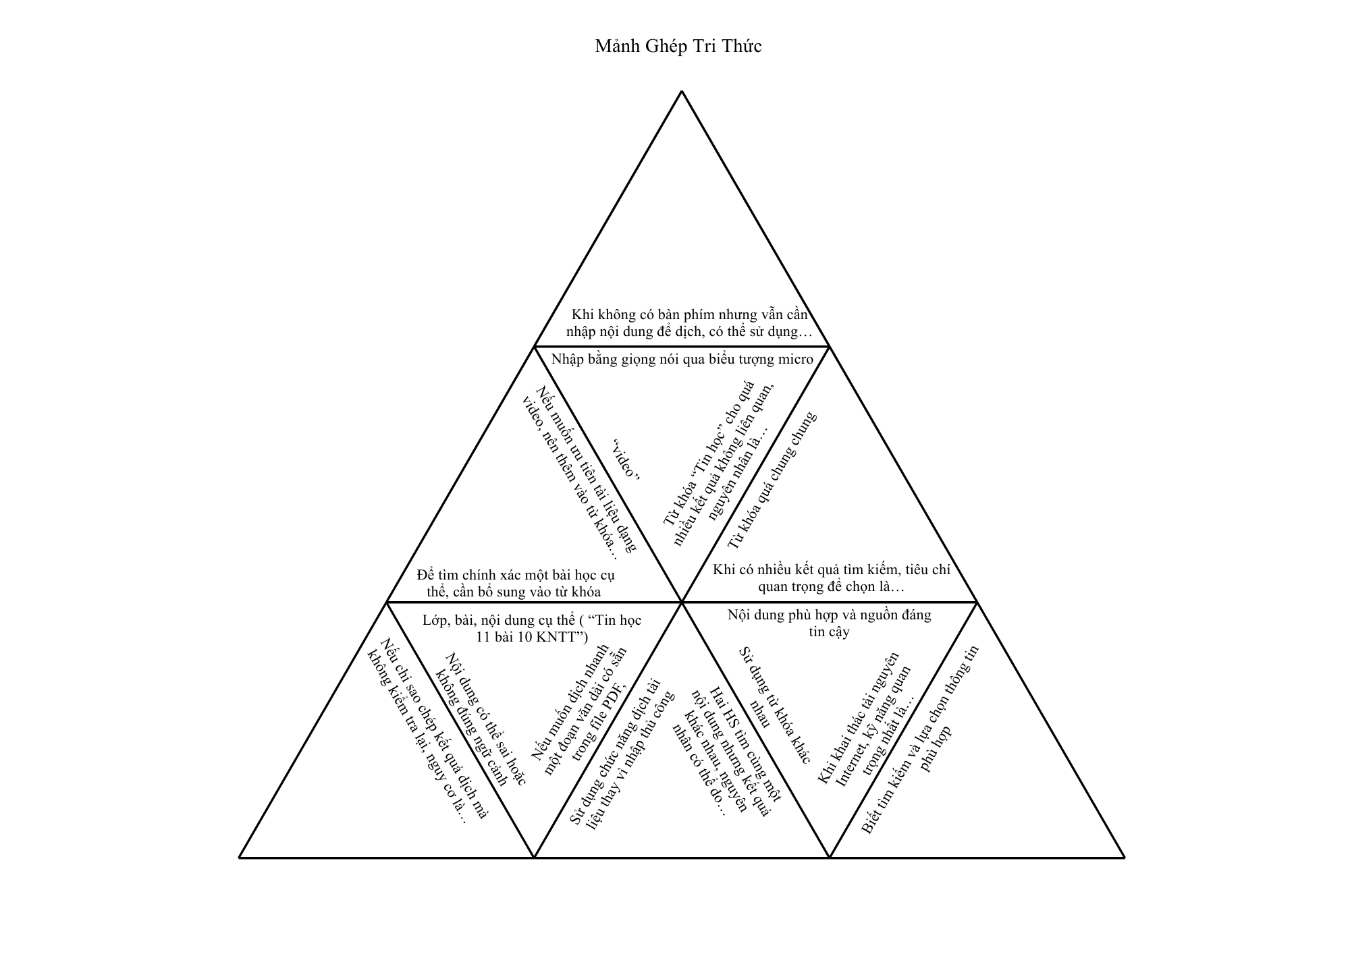 Mảnh Ghép Tri Thức
Khi không có bàn phím nhưng vẫn cần
nhập nội dung để dịch, có thể sử dụng…
Nhập bằng giọng nói qua biểu tượng micro
Nếu muốn ưu tiên tài liệu dạng
video, nên thêm vào từ khóa…
“video”
Từ khóa “Tin học” cho quá
nhiều kết quả không liên quan,
nguyên nhân là…
Từ khóa quá chung chung
Để tìm chính xác một bài học cụ
thể, cần bổ sung vào từ khóa
Khi có nhiều kết quả tìm kiếm, tiêu chí
quan trọng để chọn là…
Lớp, bài, nội dung cụ thể ( “Tin học
11 bài 10 KNTT”)
Nội dung phù hợp và nguồn đáng
tin cậy
Nếu chỉ sao chép kết quả dịch mà
không kiểm tra lại, nguy cơ là…
Nội dung có thể sai hoặc
không đúng ngữ cảnh
Nếu muốn dịch nhanh
một đoạn văn dài có sẵn
trong file PDF,
Sử dụng chức năng dịch tài
liệu thay vì nhập thủ công
Hai HS tìm cùng một
nội dung nhưng kết quả
khác nhau, nguyên
nhân có thể do…
Sử dụng từ khóa khác
nhau
Khi khai thác tài nguyên
Internet, kỹ năng quan
trọng nhất là…
Biết tìm kiếm và lựa chọn thông tin
phù hợp